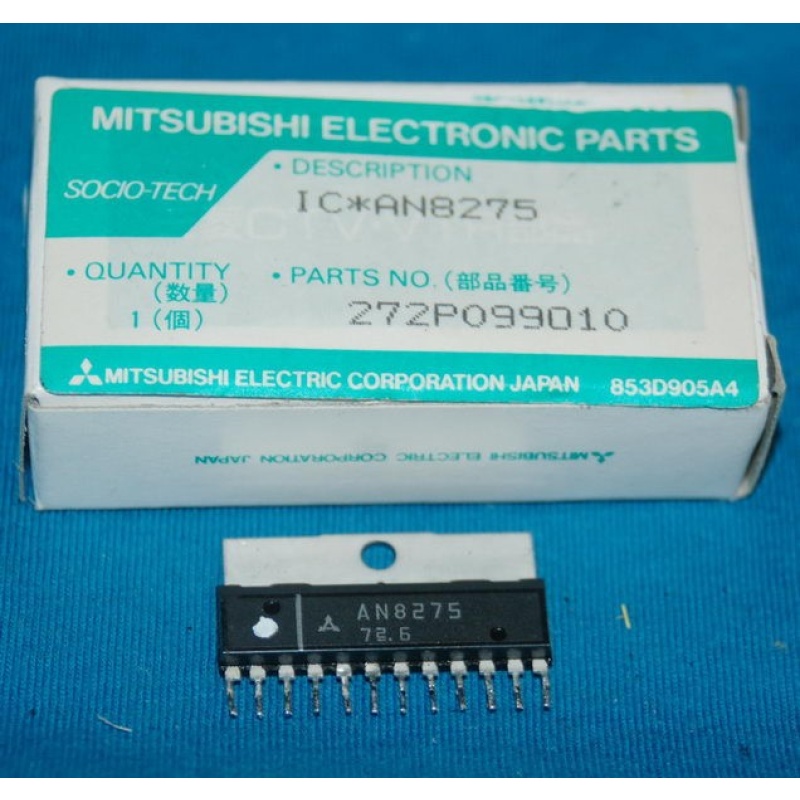 MITSUBISHI ELECTRONIC PARTS
SOCIO-TECH
• DESCRIPTION
IC*AN8275
• QUANTITY
(数量)
1 (個)
• PARTS NO. (部品番号)
272P099010
MITSUBISHI ELECTRIC CORPORATION JAPAN 853D905A4
MITSUBISHI ELECTRIC CORPORATION JAPAN
AN8275
72.6